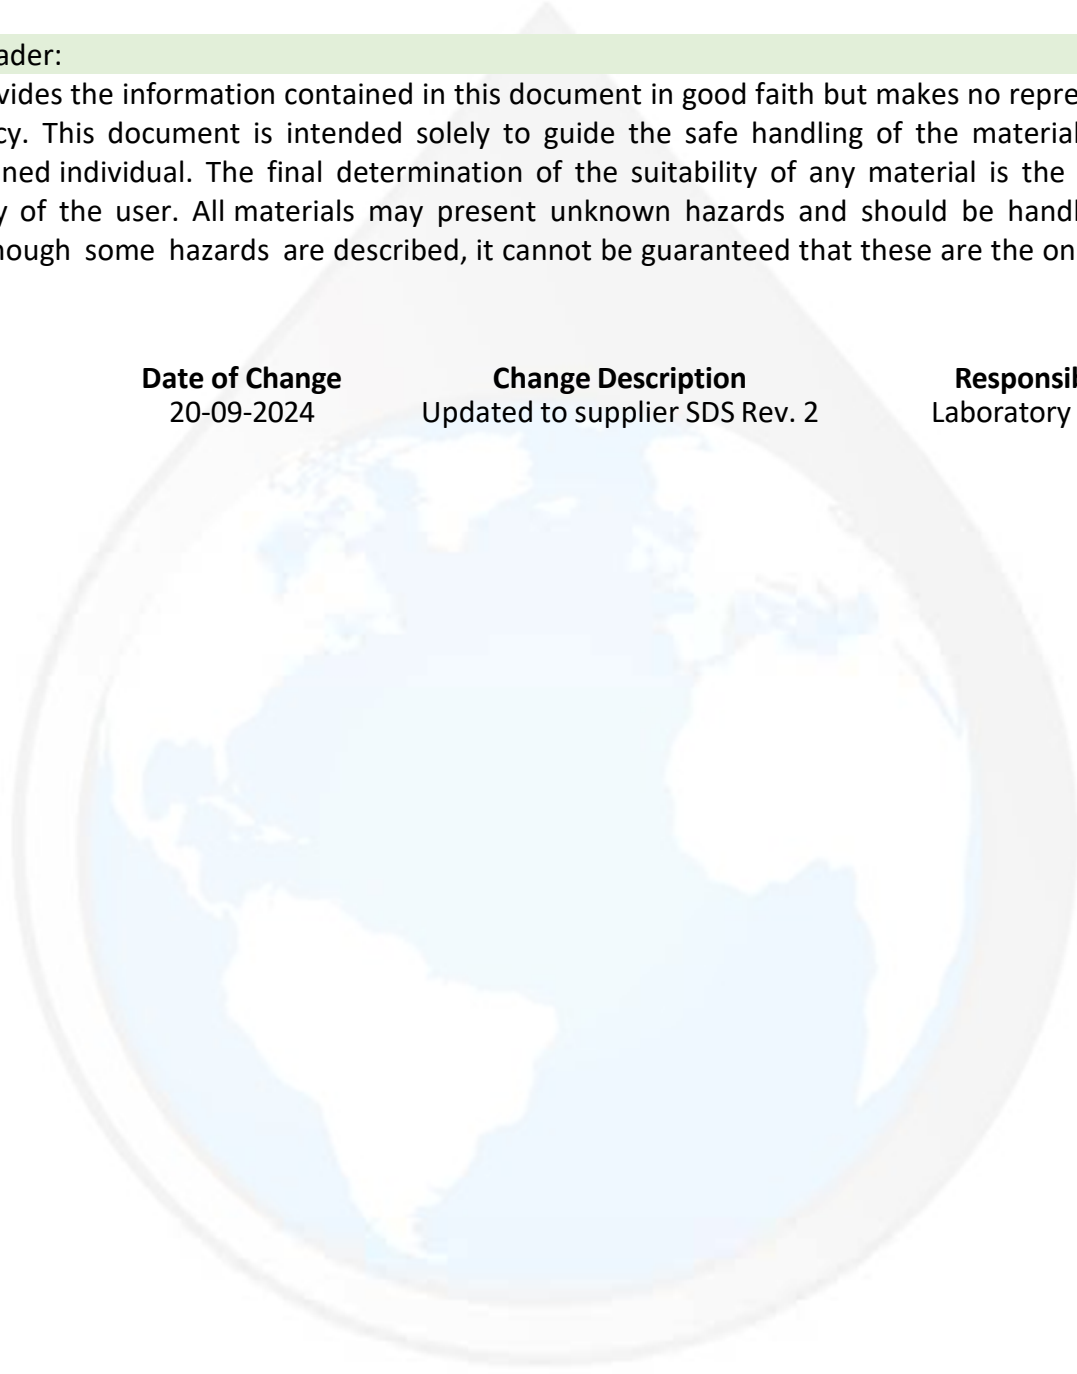 ader:
vides the information contained in this document in good faith but makes no repre
cy. This document is intended solely to guide the safe handling of the material
ned individual. The final determination of the suitability of any material is the
y of the user. All materials may present unknown hazards and should be handl
nough some hazards are described, it cannot be guaranteed that these are the on
Date of Change Change Description Responsib
20-09-2024 Updated to supplier SDS Rev. 2 Laboratory